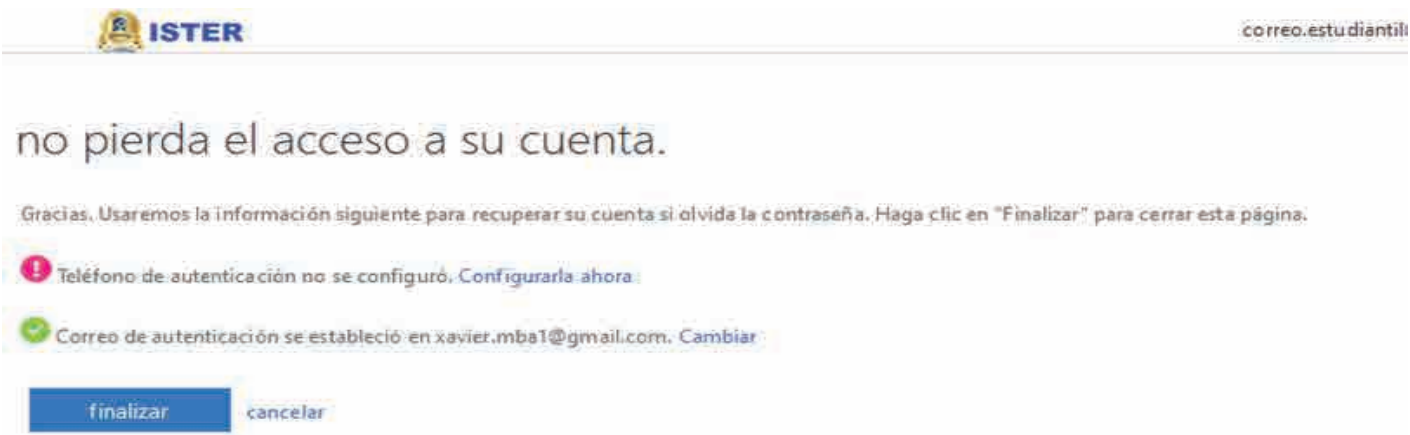 ISTER
correo.estudiantil
no pierda el acceso a su cuenta.
Gracias. Usaremos la información siguiente para recuperar su cuenta si olvida la contraseña. Haga clic en "Finalizar" para cerrar esta página.
Teléfono de autenticación no se configuró. Configurarla ahora
Correo de autenticación se estableció en xavier.mba1@gmail.com. Cambiar
finalizar cancelar